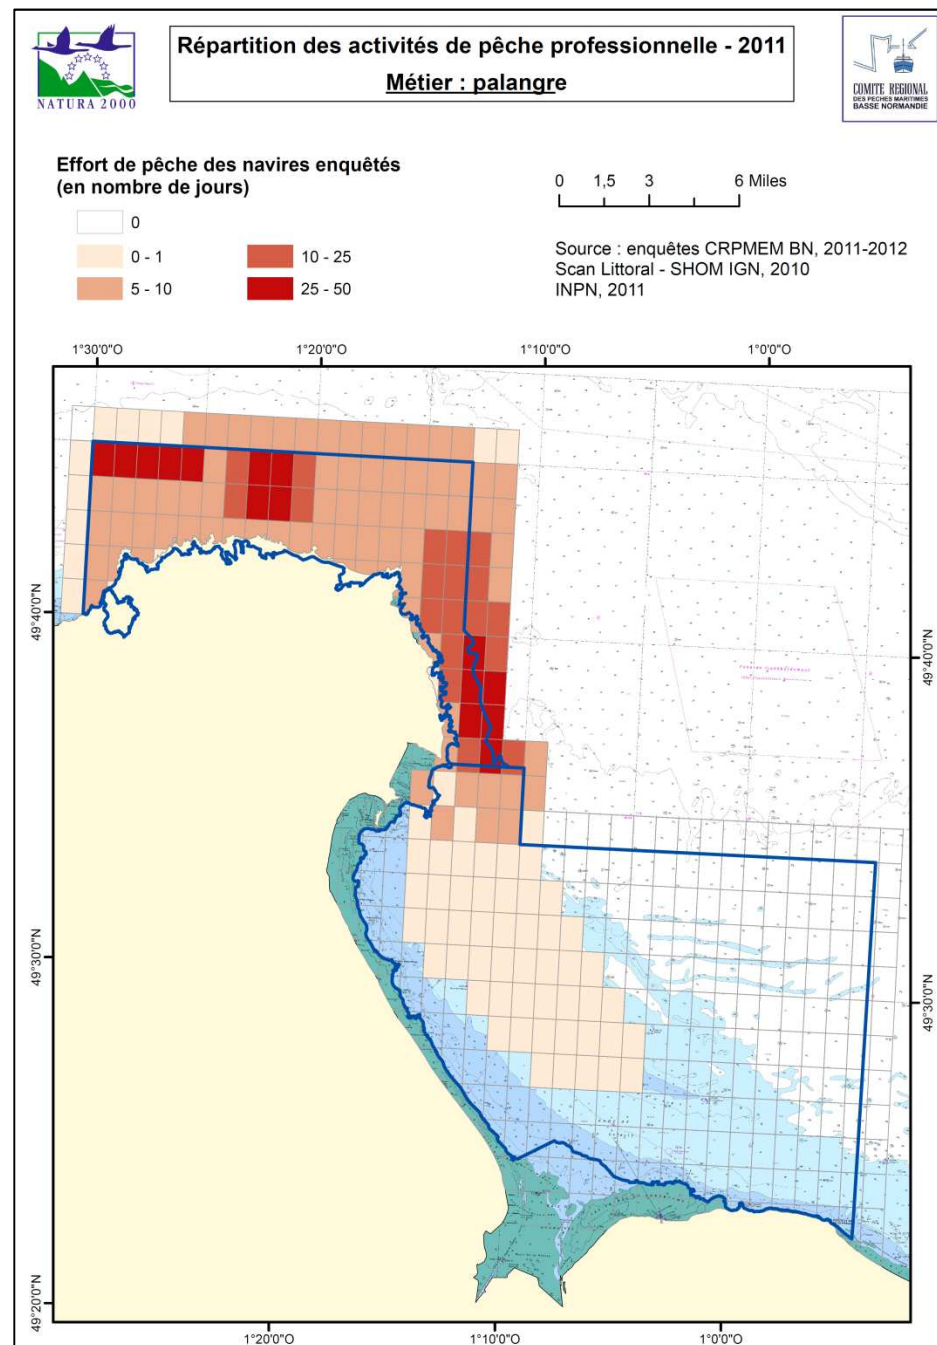 NATURA 2000
Répartition des activités de pêche professionnelle - 2011
Métier : palangre
COMITE REGIONAL
DES PECHES MARITIMES
BASSE NORMANDIE
Effort de pêche des navires enquêtés
(en nombre de jours)
0
0 - 1
5 - 10
10 - 25
25 - 50
0 1,5 3 6 Miles
Source : enquêtes CRPMEM BN, 2011-2012
Scan Littoral - SHOM IGN, 2010
INPN, 2011
1°30'0"O 1°20'0"O 1°10'0"O 1°0'0"O
49°40'0"N
49°40'0"N
49°30'0"N
49°30'0"N
49°20'0"N
1°20'0"O 1°10'0"O 1°0'0"O